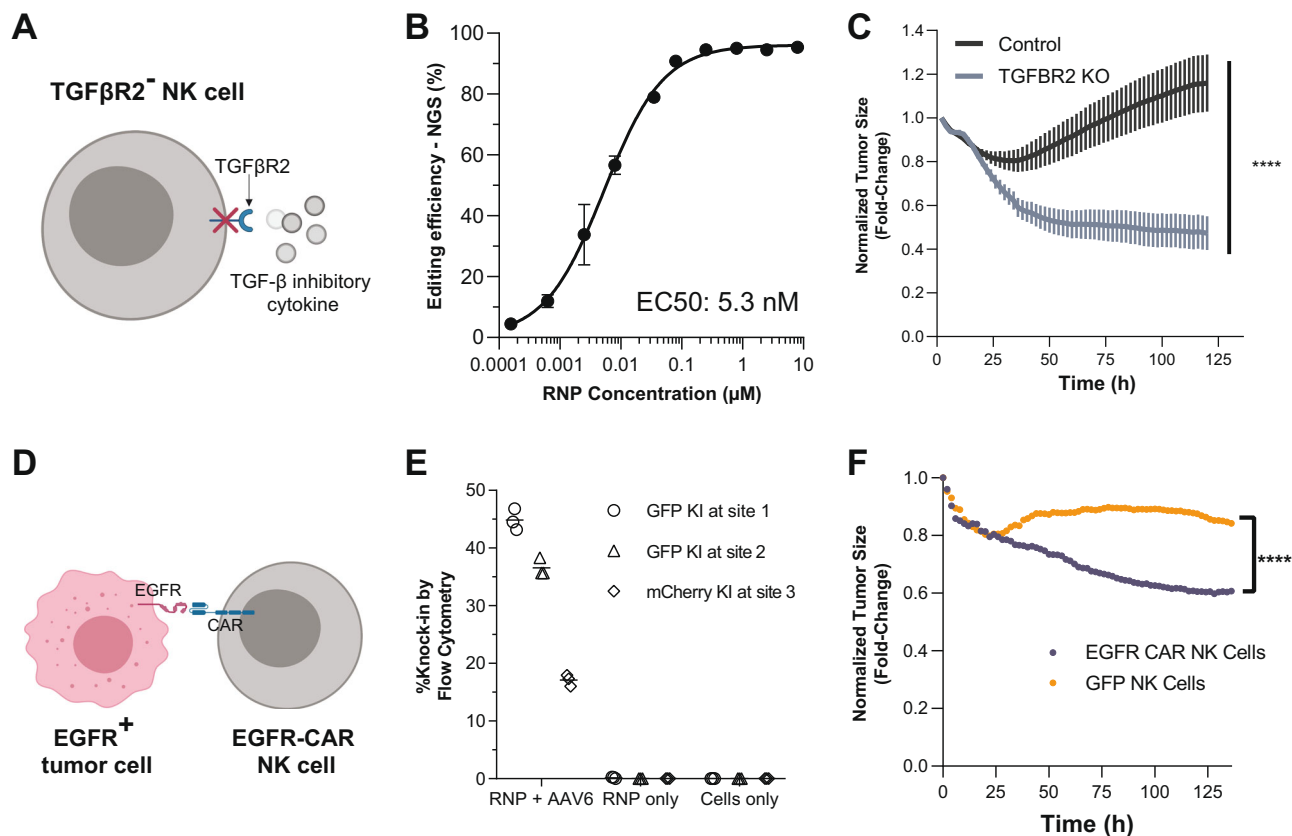 A
TGFβR2⁻ NK cell
TGFβR2
TGF-β inhibitory
cytokine
B
Editing efficiency - NGS (%)
100
80
60
40
20
0
0.0001
0.001
0.01
0.1
1
10
RNP Concentration (µM)
EC50: 5.3 nM
C
Normalized Tumor Size
(Fold-Change)
1.4
1.2
1.0
0.8
0.6
0.4
0.2
0.0
0
25
50
75
100
125
Time (h)
Control
TGFBR2 KO
****
D
EGFR
CAR
EGFR⁺
tumor cell
EGFR-CAR
NK cell
E
%Knock-in by
Flow Cytometry
50
40
30
20
10
0
RNP + AAV6
RNP only
Cells only
GFP KI at site 1
GFP KI at site 2
mCherry KI at site 3
F
Normalized Tumor Size
(Fold-Change)
1.0
0.8
0.6
0.4
0.2
0.0
0
25
50
75
100
125
Time (h)
EGFR CAR NK Cells
GFP NK Cells
****